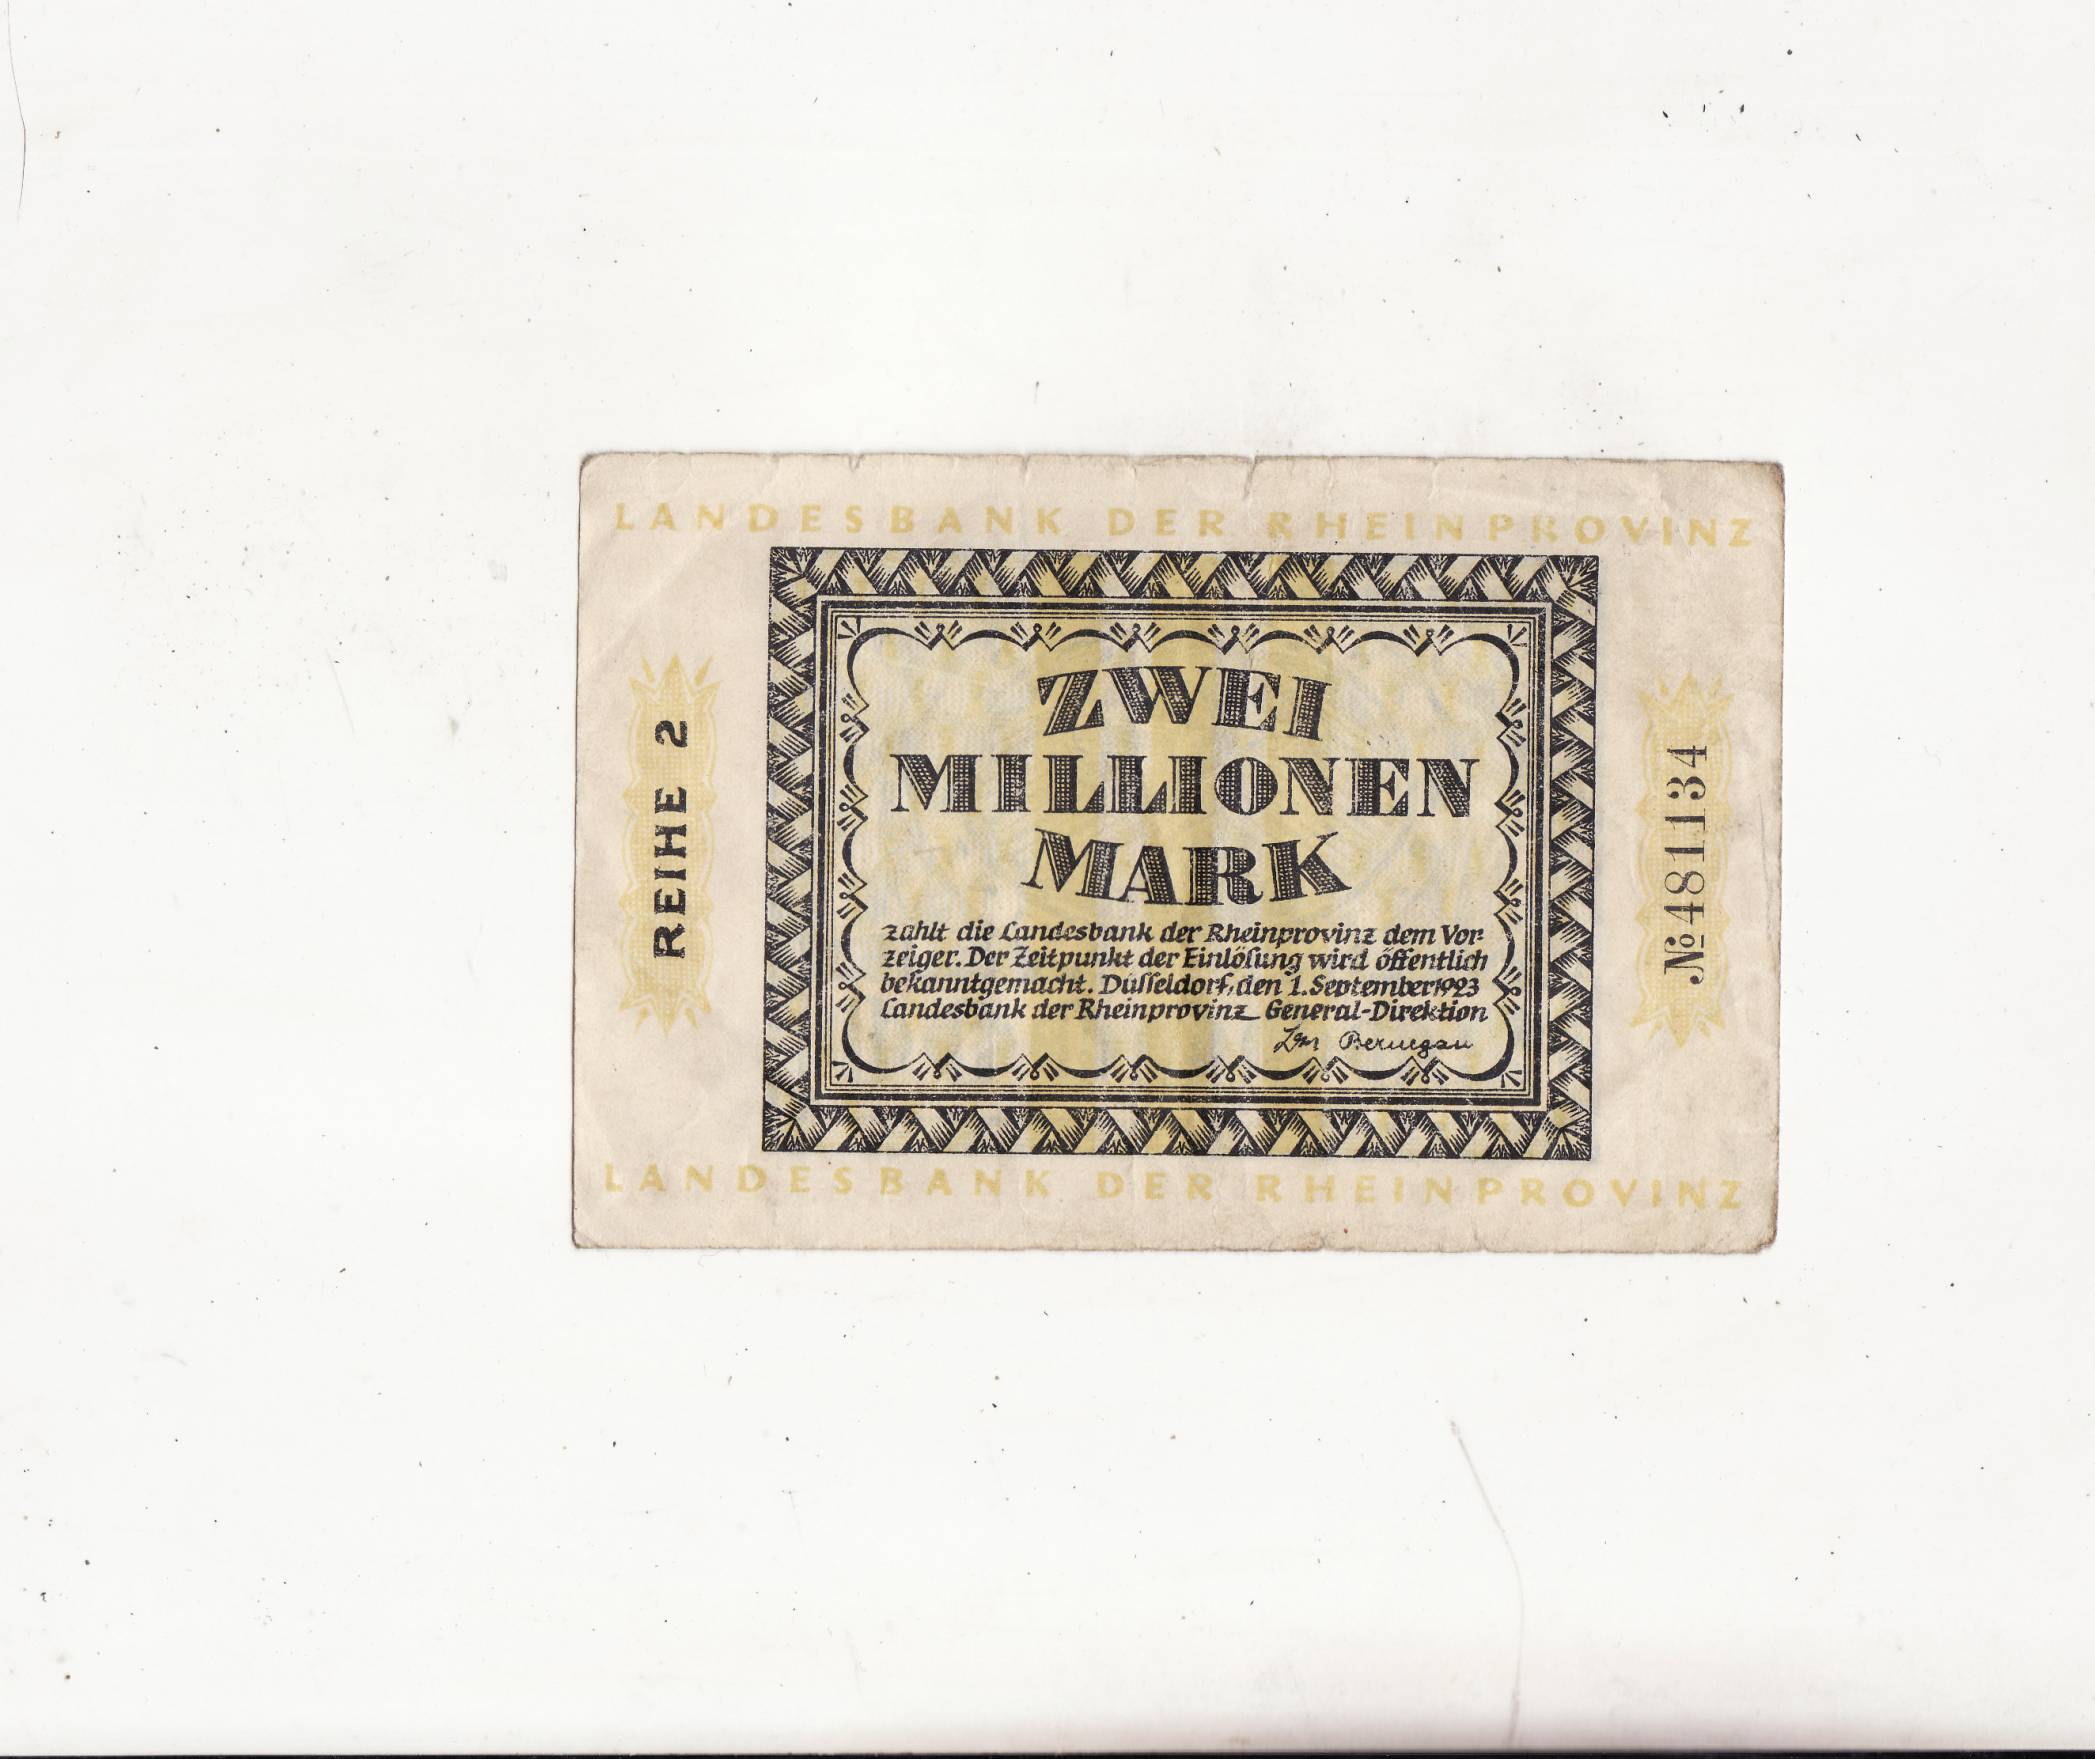 LANDESBANK DER RHEINPROVINZ
REIHE 2
ZWEI
MILLIONEN
MARK
zahlt die Landesbank der Rheinprovinz dem Vor-
zeiger. Der Zeitpunkt der Einlösung wird öffentlich
bekanntgemacht. Düsseldorf, den 1. September 1923
Landesbank der Rheinprovinz General-Direktion
Bernegau
№ 481134
LANDESBANK DER RHEINPROVINZ